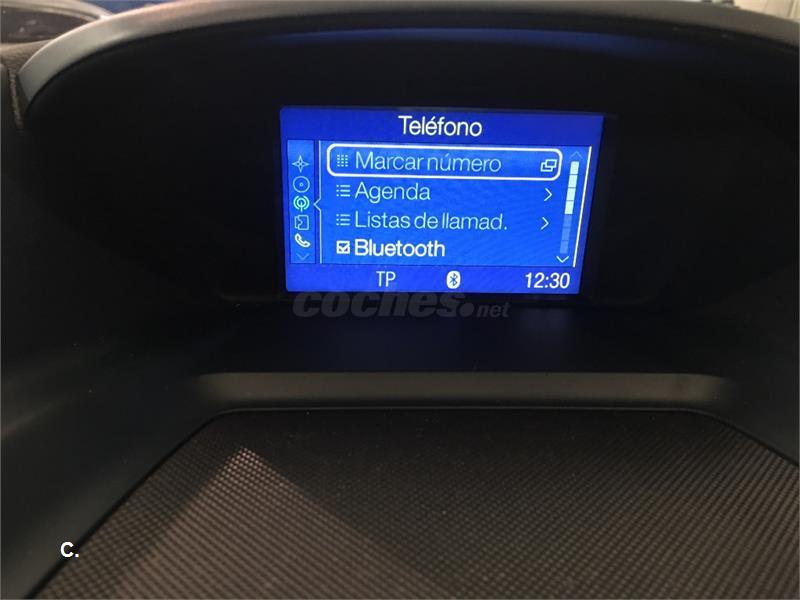 Teléfono
Marcar número
Agenda
Listas de llamad.
Bluetooth
TP 12:30
coches.net
C.